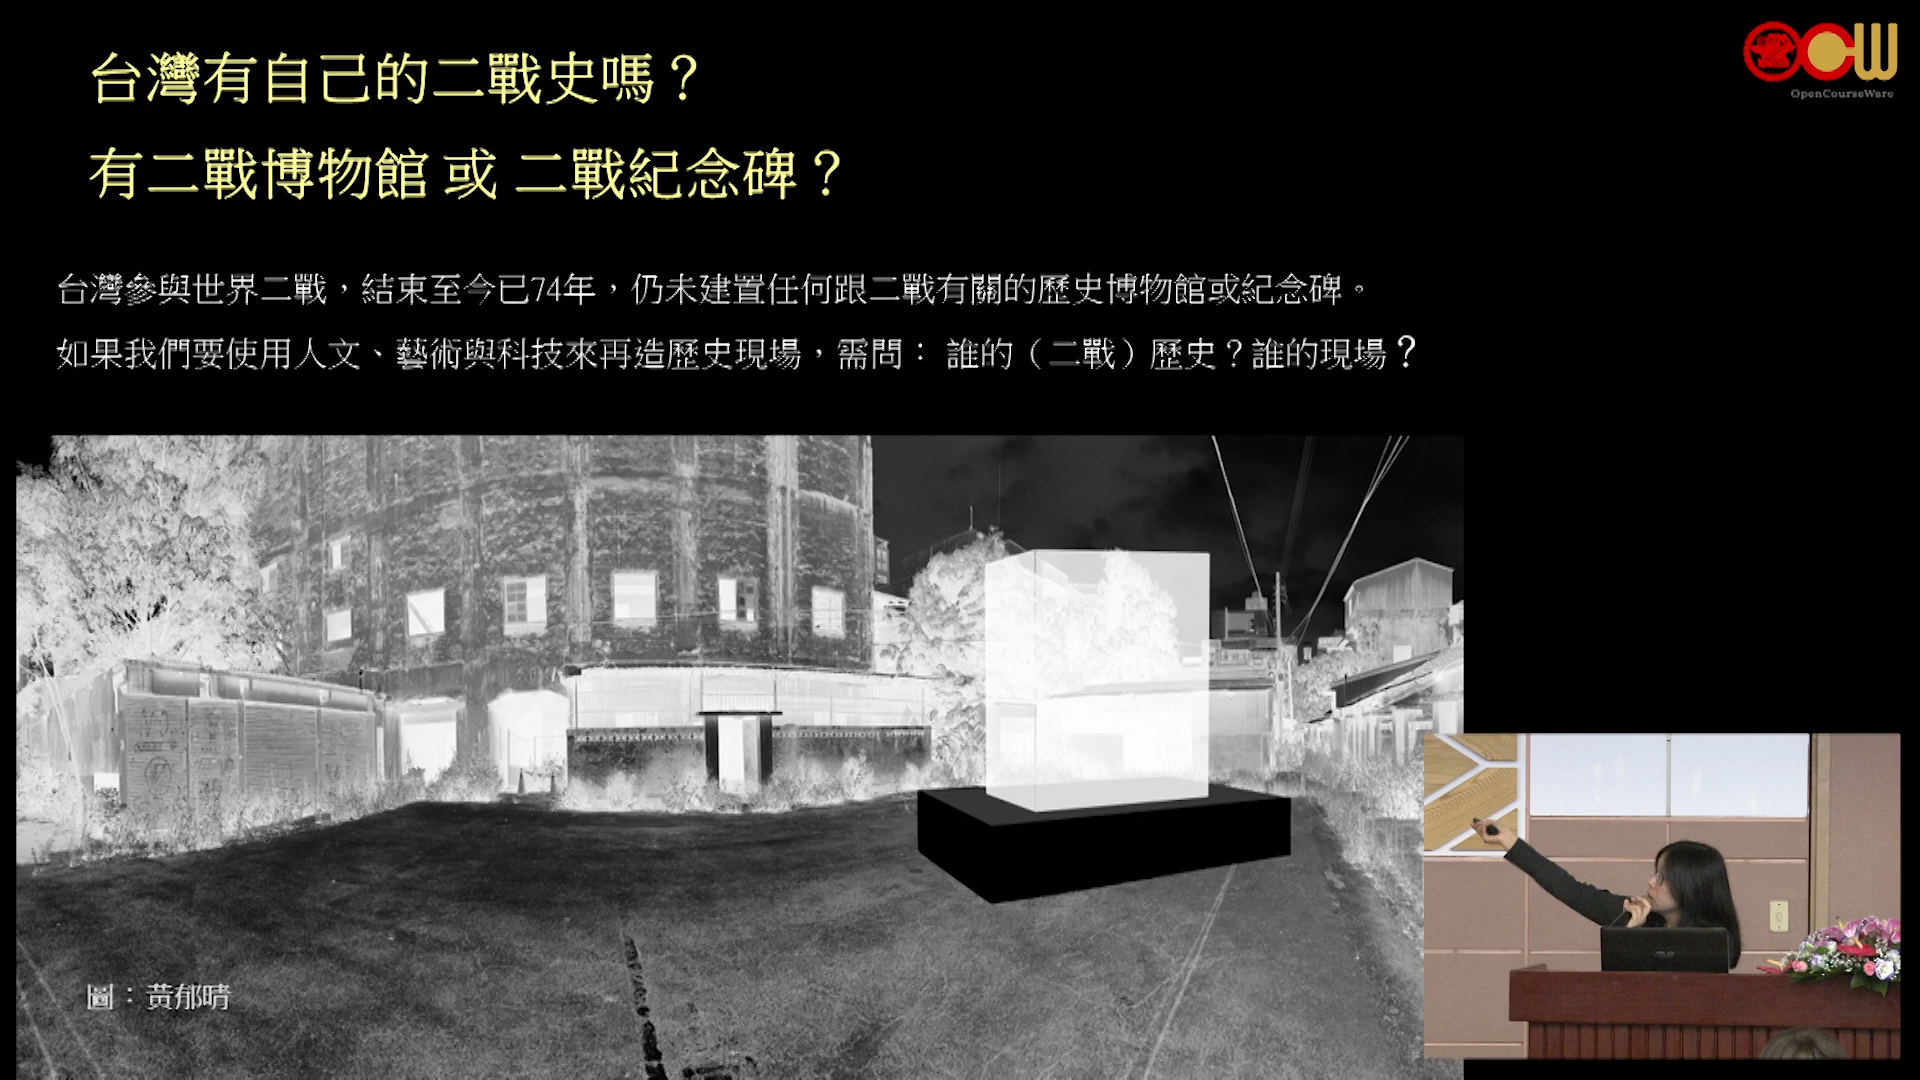 台灣有自己的二戰史嗎？
有二戰博物館 或 二戰紀念碑？
OpenCourseWare
台灣參與世界二戰，結束至今已74年，仍未建置任何跟二戰有關的歷史博物館或紀念碑。
如果我們要使用人文、藝術與科技來再造歷史現場，需問： 誰的（二戰）歷史？誰的現場？
圖：黃郁晴